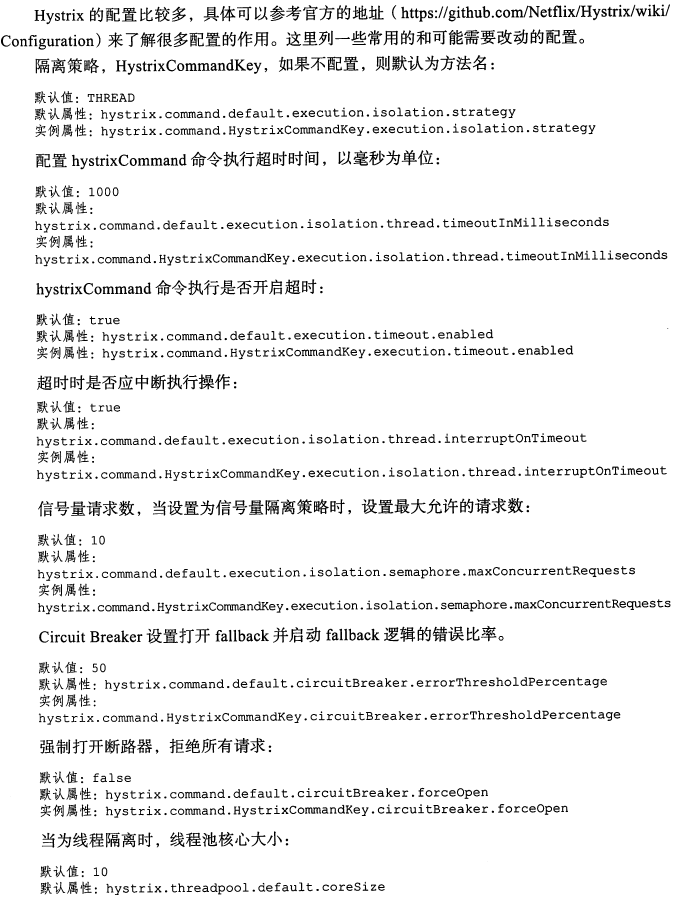 Hystrix 的配置比较多，具体可以参考官方的地址（https://github.com/Netflix/Hystrix/wiki/
Configuration）来了解很多配置的作用。这里列一些常用的和可能需要改动的配置。
隔离策略，HystrixCommandKey，如果不配置，则默认为方法名：
默认值：THREAD
默认属性：hystrix.command.default.execution.isolation.strategy
实例属性：hystrix.command.HystrixCommandKey.execution.isolation.strategy
配置 hystrixCommand 命令执行超时时间，以毫秒为单位：
默认值：1000
默认属性：
hystrix.command.default.execution.isolation.thread.timeoutInMilliseconds
实例属性：
hystrix.command.HystrixCommandKey.execution.isolation.thread.timeoutInMilliseconds
hystrixCommand 命令执行是否开启超时：
默认值：true
默认属性：hystrix.command.default.execution.timeout.enabled
实例属性：hystrix.command.HystrixCommandKey.execution.timeout.enabled
超时时是否应中断执行操作：
默认值：true
默认属性：
hystrix.command.default.execution.isolation.thread.interruptOnTimeout
实例属性：
hystrix.command.HystrixCommandKey.execution.isolation.thread.interruptOnTimeout
信号量请求数，当设置为信号量隔离策略时，设置最大允许的请求数：
默认值：10
默认属性：
hystrix.command.default.execution.isolation.semaphore.maxConcurrentRequests
实例属性：
hystrix.command.HystrixCommandKey.execution.isolation.semaphore.maxConcurrentRequests
Circuit Breaker 设置打开 fallback 并启动 fallback 逻辑的错误比率。
默认值：50
默认属性：hystrix.command.default.circuitBreaker.errorThresholdPercentage
实例属性：
hystrix.command.HystrixCommandKey.circuitBreaker.errorThresholdPercentage
强制打开断路器，拒绝所有请求：
默认值：false
默认属性：hystrix.command.default.circuitBreaker.forceOpen
实例属性：hystrix.command.HystrixCommandKey.circuitBreaker.forceOpen
当为线程隔离时，线程池核心大小：
默认值：10
默认属性：hystrix.threadpool.default.coreSize